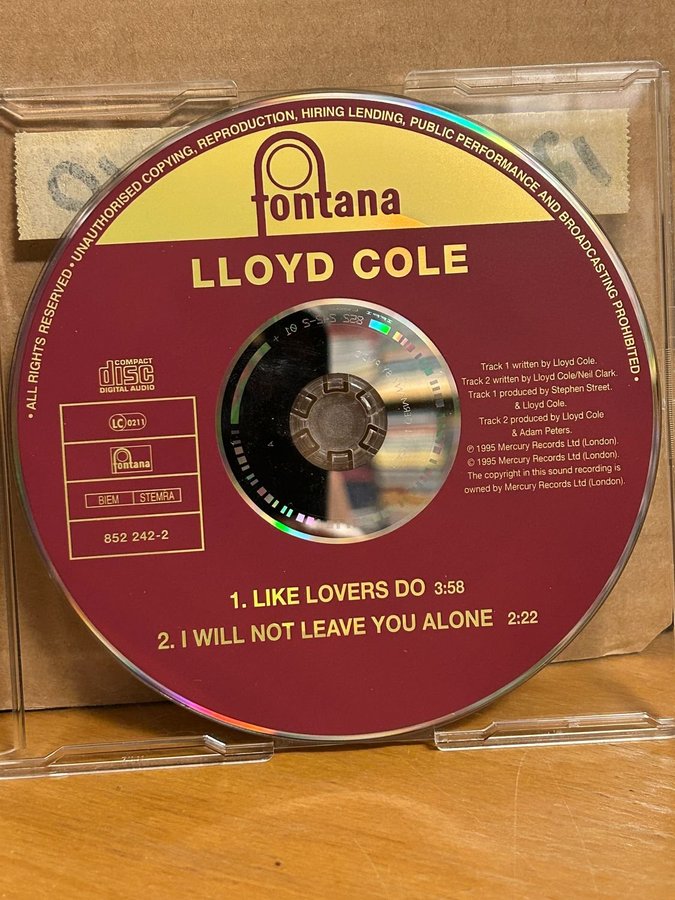 • ALL RIGHTS RESERVED • UNAUTHORISED COPYING, REPRODUCTION, HIRING LENDING, PUBLIC PERFORMANCE AND BROADCASTING PROHIBITED •
fontana
LLOYD COLE
COMPACT
disc
DIGITAL AUDIO
LC 0211
fontana
BIEM STEMRA
852 242-2
Track 1 written by Lloyd Cole.
Track 2 written by Lloyd Cole/Neil Clark.
Track 1 produced by Stephen Street.
& Lloyd Cole.
Track 2 produced by Lloyd Cole
& Adam Peters.
℗ 1995 Mercury Records Ltd (London).
© 1995 Mercury Records Ltd (London).
The copyright in this sound recording is
owned by Mercury Records Ltd (London).
1. LIKE LOVERS DO 3:58
2. I WILL NOT LEAVE YOU ALONE 2:22